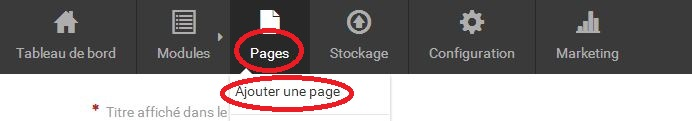 Tableau de bord Modules Pages Stockage Configuration Marketing
Ajouter une page
* Titre affiché dans le